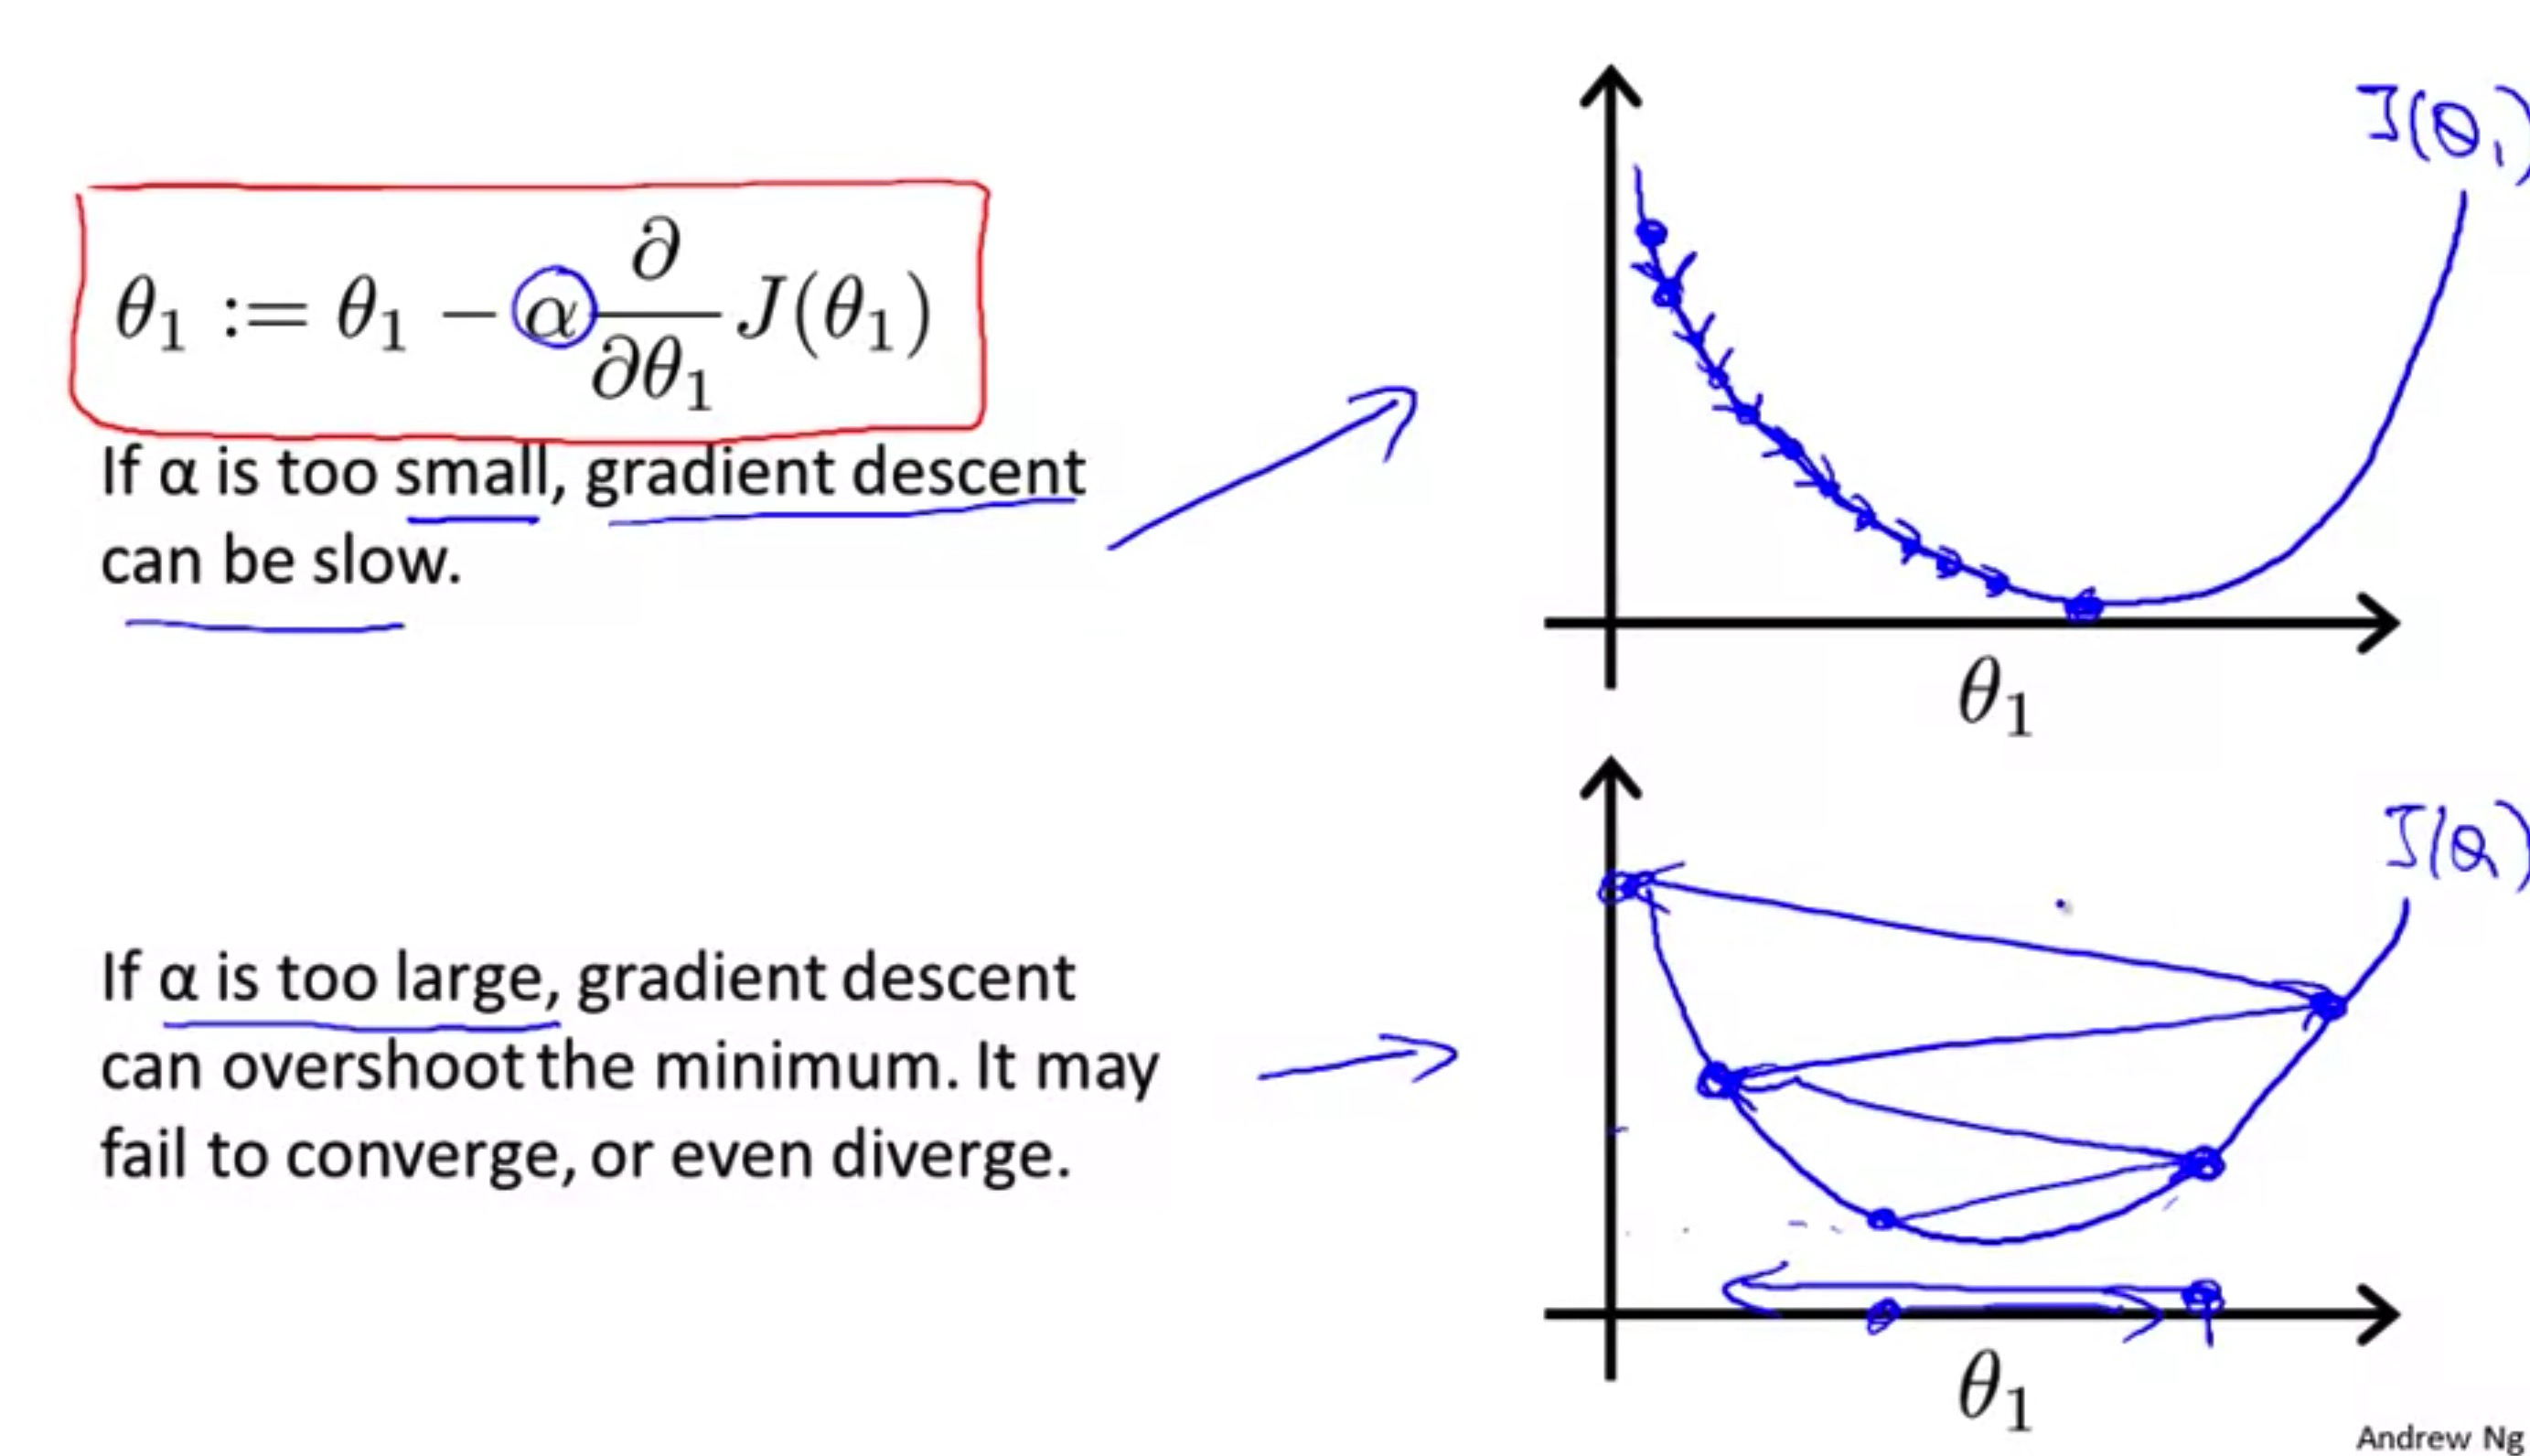 θ₁ := θ₁ − α ∂/∂θ₁ J(θ₁)
If α is too small, gradient descent
can be slow.
J(θ₁)
θ₁
If α is too large, gradient descent
can overshoot the minimum. It may
fail to converge, or even diverge.
J(θ₁)
θ₁
Andrew Ng